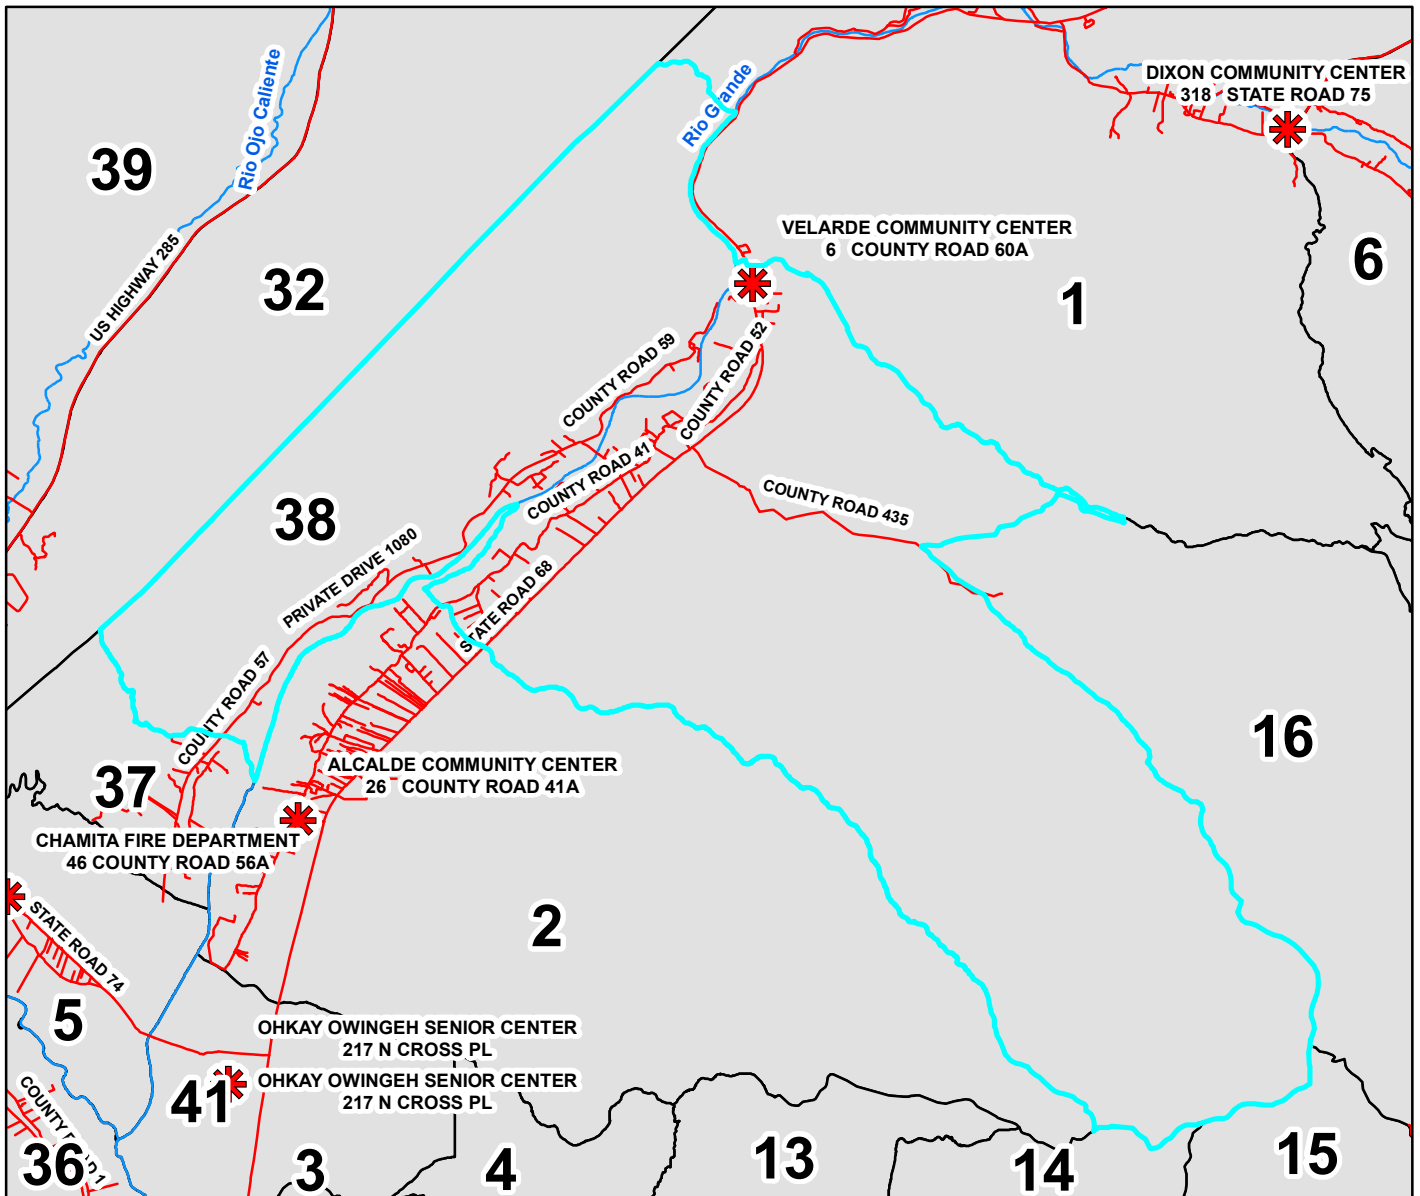 DIXON COMMUNITY CENTER
318 STATE ROAD 75
Rio Ojo Caliente
Rio Grande
39
VELARDE COMMUNITY CENTER
6 COUNTY ROAD 60A
6
US HIGHWAY 285
32
1
COUNTY ROAD 59
COUNTY ROAD 52
COUNTY ROAD 41
COUNTY ROAD 435
38
PRIVATE DRIVE 1080
STATE ROAD 68
COUNTY ROAD 57
16
ALCALDE COMMUNITY CENTER
26 COUNTY ROAD 41A
37
CHAMITA FIRE DEPARTMENT
46 COUNTY ROAD 56A
2
STATE ROAD 74
5
OHKAY OWINGEH SENIOR CENTER
217 N CROSS PL
OHKAY OWINGEH SENIOR CENTER
217 N CROSS PL
41
COUNTY ROAD 1
36
3
4
13
14
15